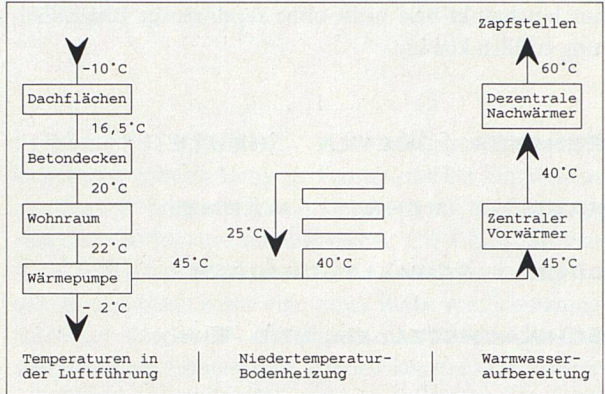 -10°C
Dachflächen
16,5°C
Betondecken
20°C
Wohnraum
22°C
Wärmepumpe
- 2°C
45°C
25°C
40°C
Zapfstellen
60°C
Dezentrale
Nachwärmer
40°C
Zentraler
Vorwärmer
45°C
Temperaturen in
der Luftführung
Niedertemperatur-
Bodenheizung
Warmwasser-
aufbereitung